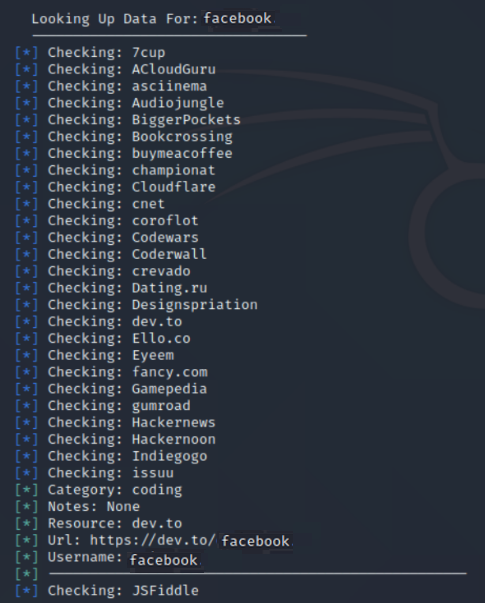 Looking Up Data For: facebook
[*] Checking: 7cup
[*] Checking: ACloudGuru
[*] Checking: asciinema
[*] Checking: Audiojungle
[*] Checking: BiggerPockets
[*] Checking: Bookcrossing
[*] Checking: buymeacoffee
[*] Checking: championat
[*] Checking: Cloudflare
[*] Checking: cnet
[*] Checking: coroflot
[*] Checking: Codewars
[*] Checking: Coderwall
[*] Checking: crevado
[*] Checking: Dating.ru
[*] Checking: Designspriation
[*] Checking: dev.to
[*] Checking: Ello.co
[*] Checking: Eyeem
[*] Checking: fancy.com
[*] Checking: Gamepedia
[*] Checking: gumroad
[*] Checking: Hackernews
[*] Checking: Hackernoon
[*] Checking: Indiegogo
[*] Checking: issuu
[*] Category: coding
[*] Notes: None
[*] Resource: dev.to
[*] Url: https://dev.to/ facebook
[*] Username: facebook
[*]
[*] Checking: JSFiddle